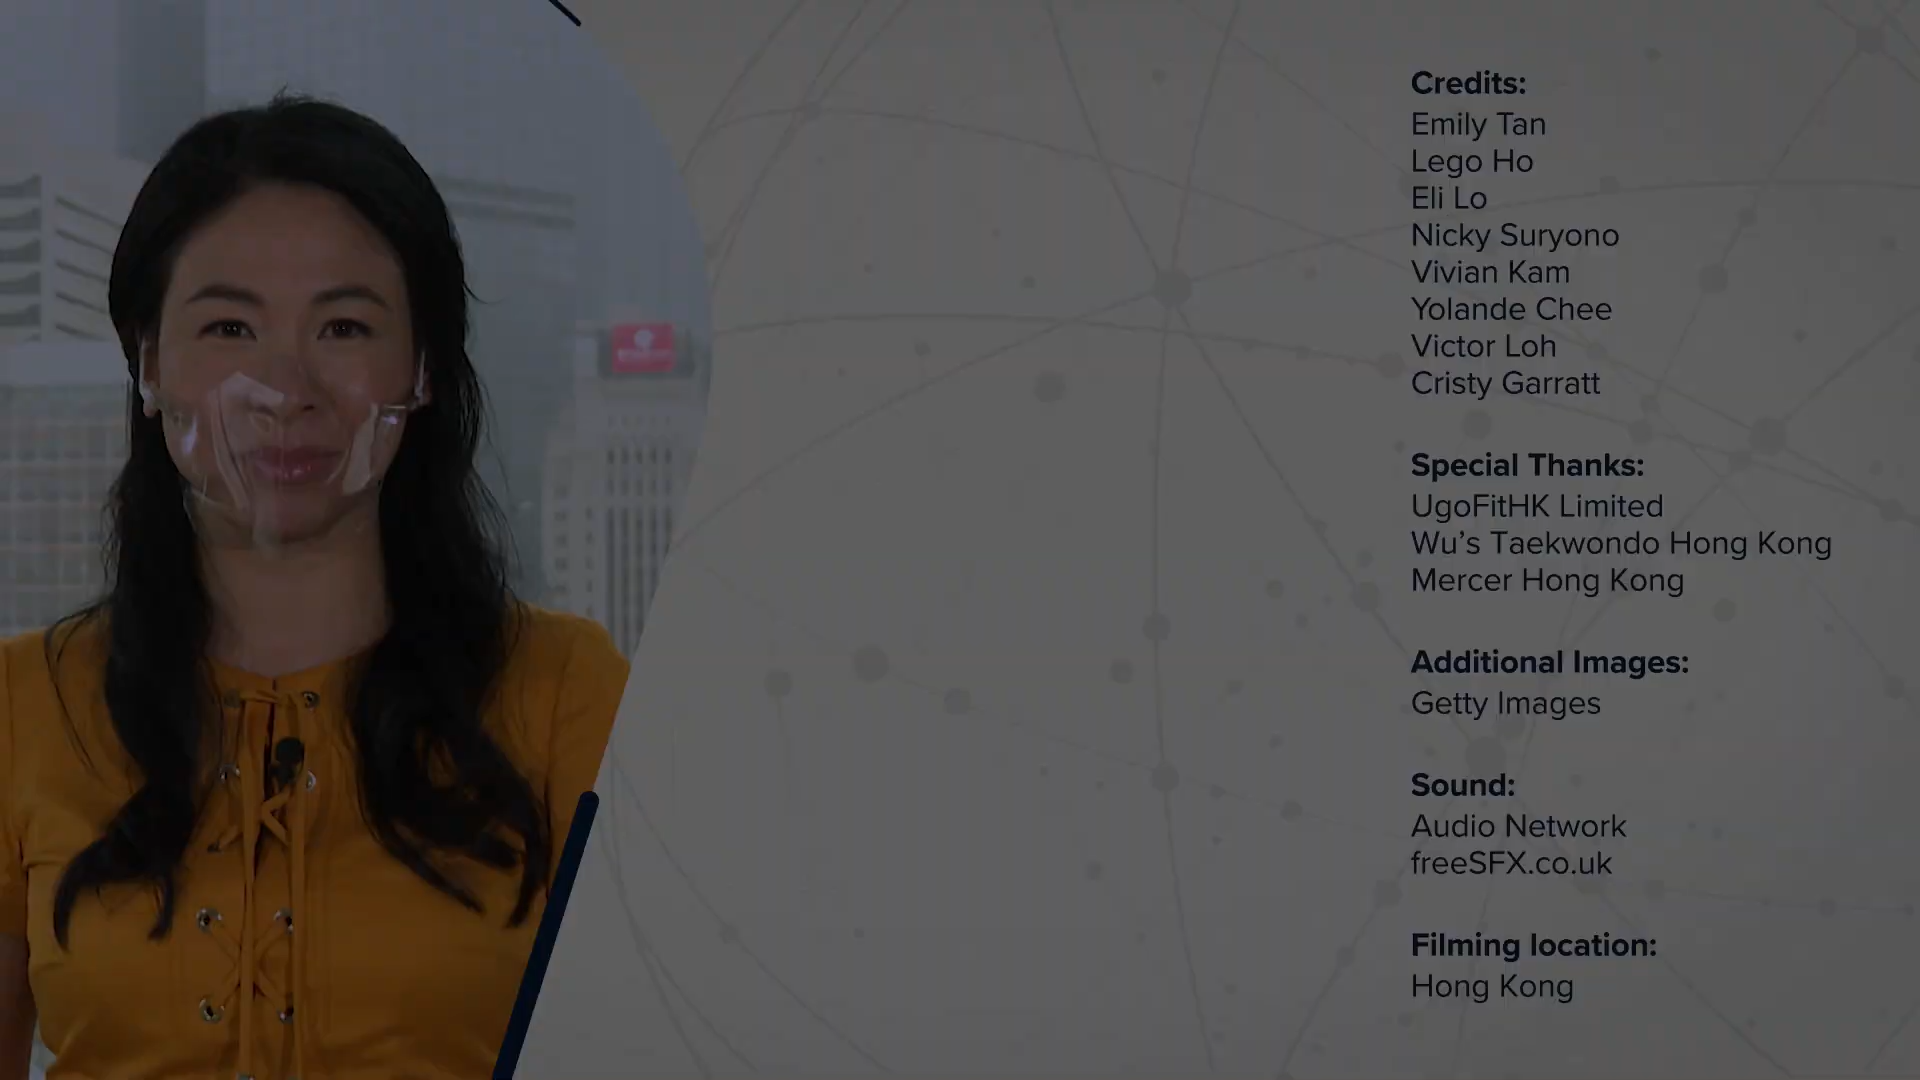 Credits:
Emily Tan
Lego Ho
Eli Lo
Nicky Suryono
Vivian Kam
Yolande Chee
Victor Loh
Cristy Garratt
Special Thanks:
UgoFitHK Limited
Wu's Taekwondo Hong Kong
Mercer Hong Kong
Additional Images:
Getty Images
Sound:
Audio Network
freeSFX.co.uk
Filming location:
Hong Kong